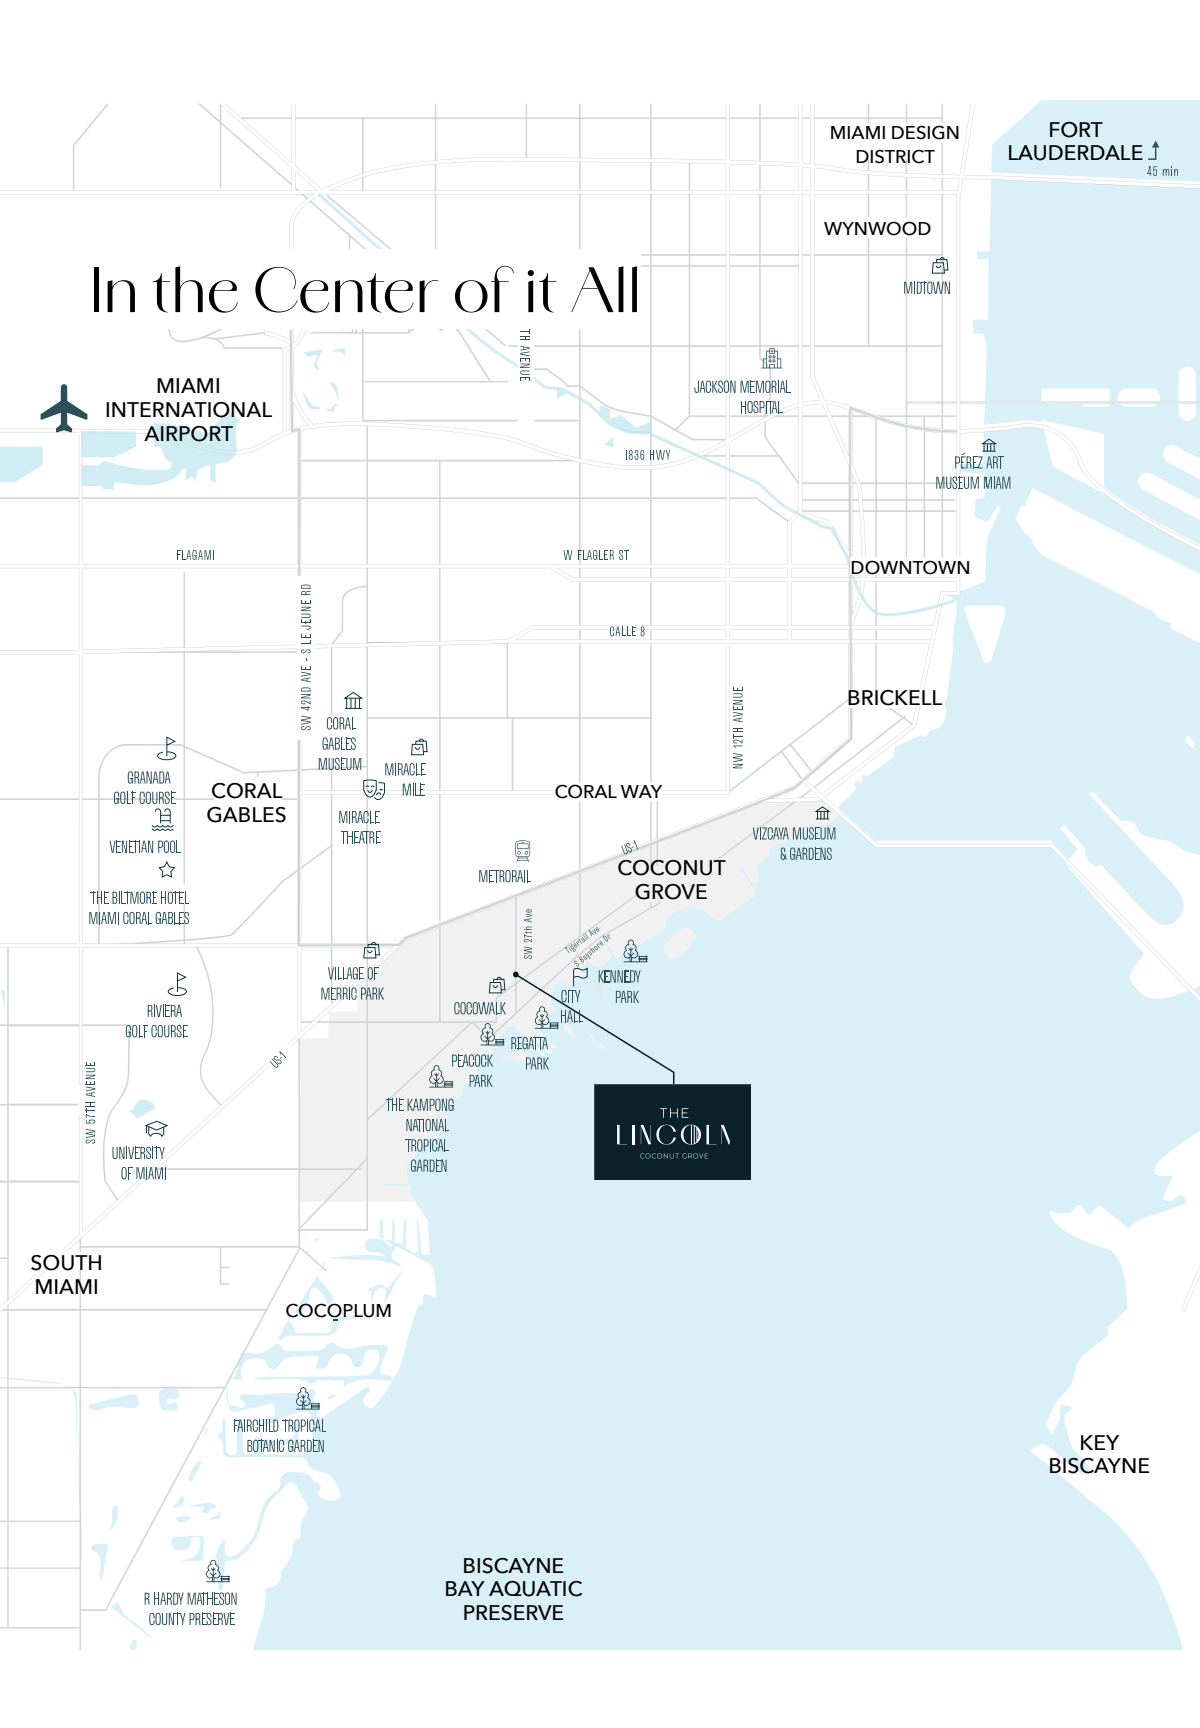 MIAMI DESIGN
DISTRICT
FORT
LAUDERDALE
45 min
WYNWOOD
MIDTOWN
In the Center of it All
TH AVENUE
JACKSON MEMORIAL
HOSPITAL
MIAMI
INTERNATIONAL
AIRPORT
1836 HWY
PÉREZ ART
MUSEUM MIAM
FLAGAMI
W FLAGLER ST
DOWNTOWN
SW 42ND AVE - S LE JEUNE RD
CALLE 8
BRICKELL
NW 12TH AVENUE
CORAL
GABLES
MUSEUM
MIRACLE
MILE
GRANADA
GOLF COURSE
CORAL
GABLES
CORAL WAY
MIRACLE
THEATRE
VENETIAN POOL
VIZCAYA MUSEUM
& GARDENS
US-1
COCONUT
GROVE
METRORAIL
THE BILTMORE HOTEL
MIAMI CORAL GABLES
SW 27th Ave
Tigertail Ave
S Bayshore Dr
VILLAGE OF
MERRIC PARK
KENNEDY
PARK
CITY
HALL
COCOWALK
RIVIERA
GOLF COURSE
REGATTA
PARK
PEACOCK
PARK
US-1
SW 57TH AVENUE
THE KAMPONG
NATIONAL
TROPICAL
GARDEN
THE
LINCOLN
COCONUT GROVE
UNIVERSITY
OF MIAMI
SOUTH
MIAMI
COCOPLUM
FAIRCHILD TROPICAL
BOTANIC GARDEN
KEY
BISCAYNE
BISCAYNE
BAY AQUATIC
PRESERVE
R HARDY MATHESON
COUNTY PRESERVE